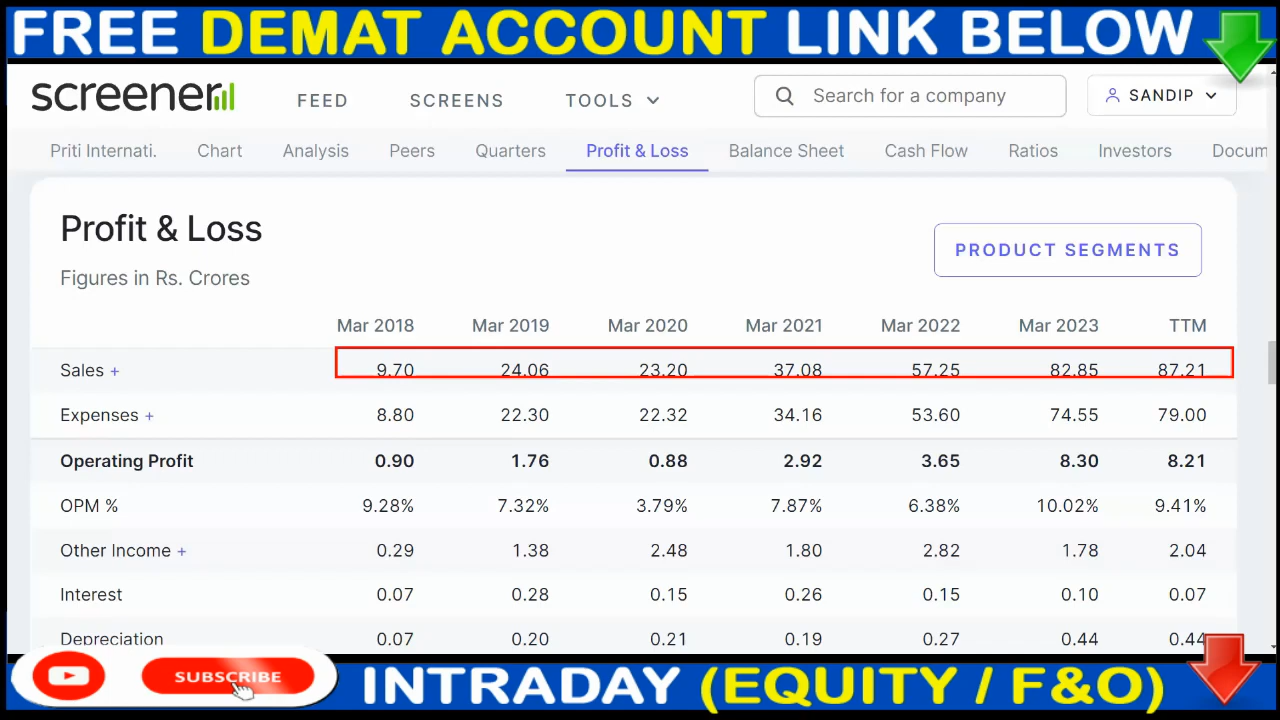 FREE DEMAT ACCOUNT LINK BELOW
screener FEED SCREENS TOOLS Search for a company SANDIP
Priti Internati. Chart Analysis Peers Quarters Profit & Loss Balance Sheet Cash Flow Ratios Investors Docum
Profit & Loss
PRODUCT SEGMENTS
Figures in Rs. Crores
Mar 2018 Mar 2019 Mar 2020 Mar 2021 Mar 2022 Mar 2023 TTM
Sales + 9.70 24.06 23.20 37.08 57.25 82.85 87.21
Expenses + 8.80 22.30 22.32 34.16 53.60 74.55 79.00
Operating Profit 0.90 1.76 0.88 2.92 3.65 8.30 8.21
OPM % 9.28% 7.32% 3.79% 7.87% 6.38% 10.02% 9.41%
Other Income + 0.29 1.38 2.48 1.80 2.82 1.78 2.04
Interest 0.07 0.28 0.15 0.26 0.15 0.10 0.07
Depreciation 0.07 0.20 0.21 0.19 0.27 0.44 0.44
SUBSCRIBE
INTRADAY (EQUITY / F&O)